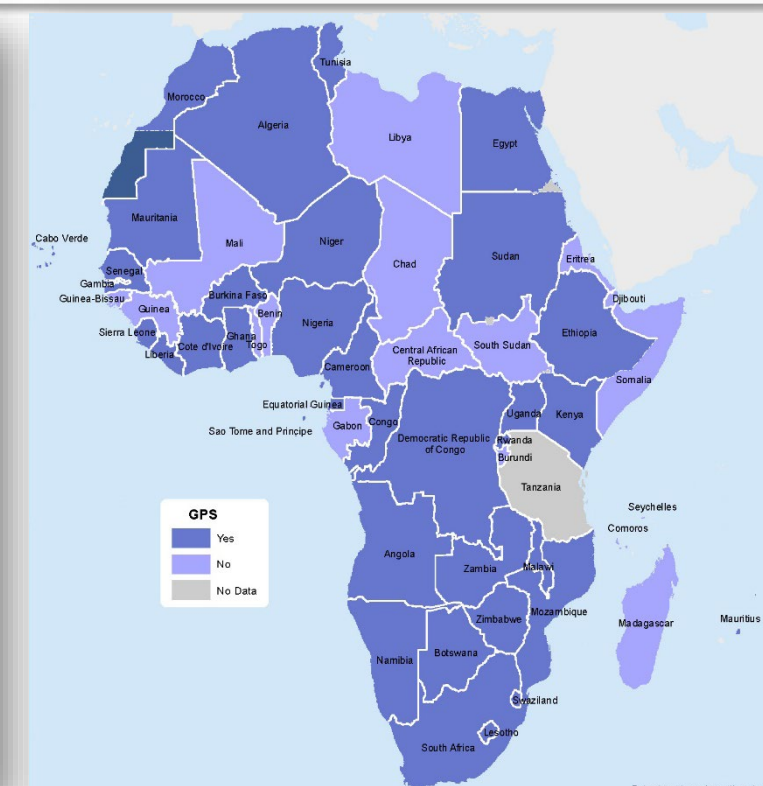 Tunisia
Morocco
Algeria
Libya
Egypt
Mauritania
Cabo Verde
Mali
Niger
Sudan
Chad
Eritrea
Senegal
Gambia
Guinea-Bissau
Guinea
Burkina Faso
Djibouti
Benin
Nigeria
Sierra Leone
Ghana
Togo
Cote d'Ivoire
Liberia
Ethiopia
South Sudan
Central African
Republic
Cameroon
Somalia
Equatorial Guinea
Uganda
Kenya
Gabon
Congo
Sao Tome and Principe
Democratic Republic
of Congo
Rwanda
Burundi
Tanzania
Seychelles
Comoros
GPS
Yes
No
No Data
Angola
Zambia
Malawi
Mozambique
Zimbabwe
Madagascar
Mauritius
Namibia
Botswana
Swaziland
Lesotho
South Africa